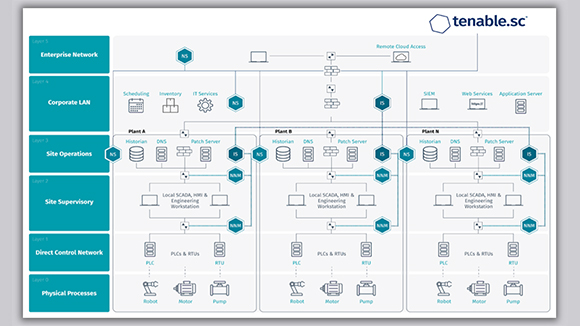 tenable.sc
Layer 5
Enterprise Network
NS
Remote Cloud Access
Layer 4
Corporate LAN
Scheduling
Inventory
IT Services
NS
IS
SIEM
Web Services
Application Server
https://
Plant A
Plant B
Plant N
Layer 3
Site Operations
NS
Historian
DNS
Patch Server
IS
NS
Historian
DNS
Patch Server
IS
NS
Historian
DNS
Patch Server
IS
NNM
NNM
NNM
Layer 2
Site Supervisory
Local SCADA, HMI &
Engineering
Workstation
Local SCADA, HMI &
Engineering
Workstation
Local SCADA, HMI &
Engineering
Workstation
NNM
NNM
NNM
Layer 1
Direct Control Network
PLC
PLCs & RTUs
RTU
PLC
PLCs & RTUs
RTU
PLC
PLCs & RTUs
RTU
Layer 0
Physical Processes
Robot
Motor
Pump
Robot
Motor
Pump
Robot
Motor
Pump